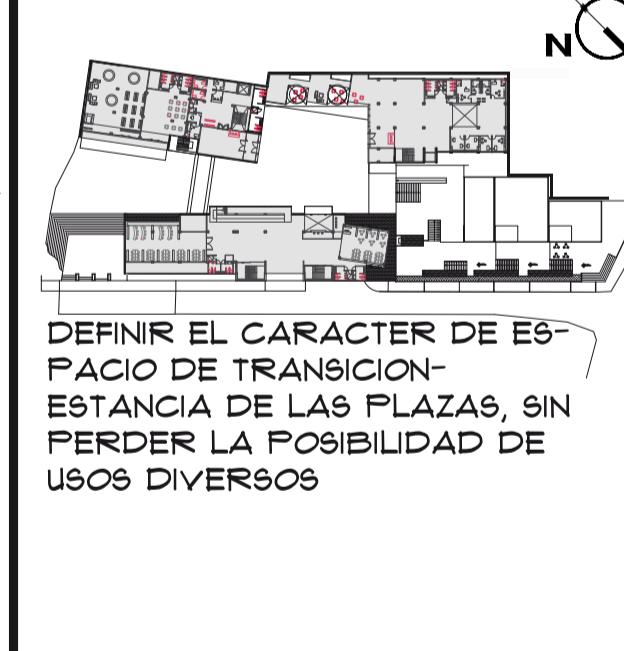 N
DEFINIR EL CARACTER DE ES-
PACIO DE TRANSICION-
ESTANCIA DE LAS PLAZAS, SIN
PERDER LA POSIBILIDAD DE
USOS DIVERSOS